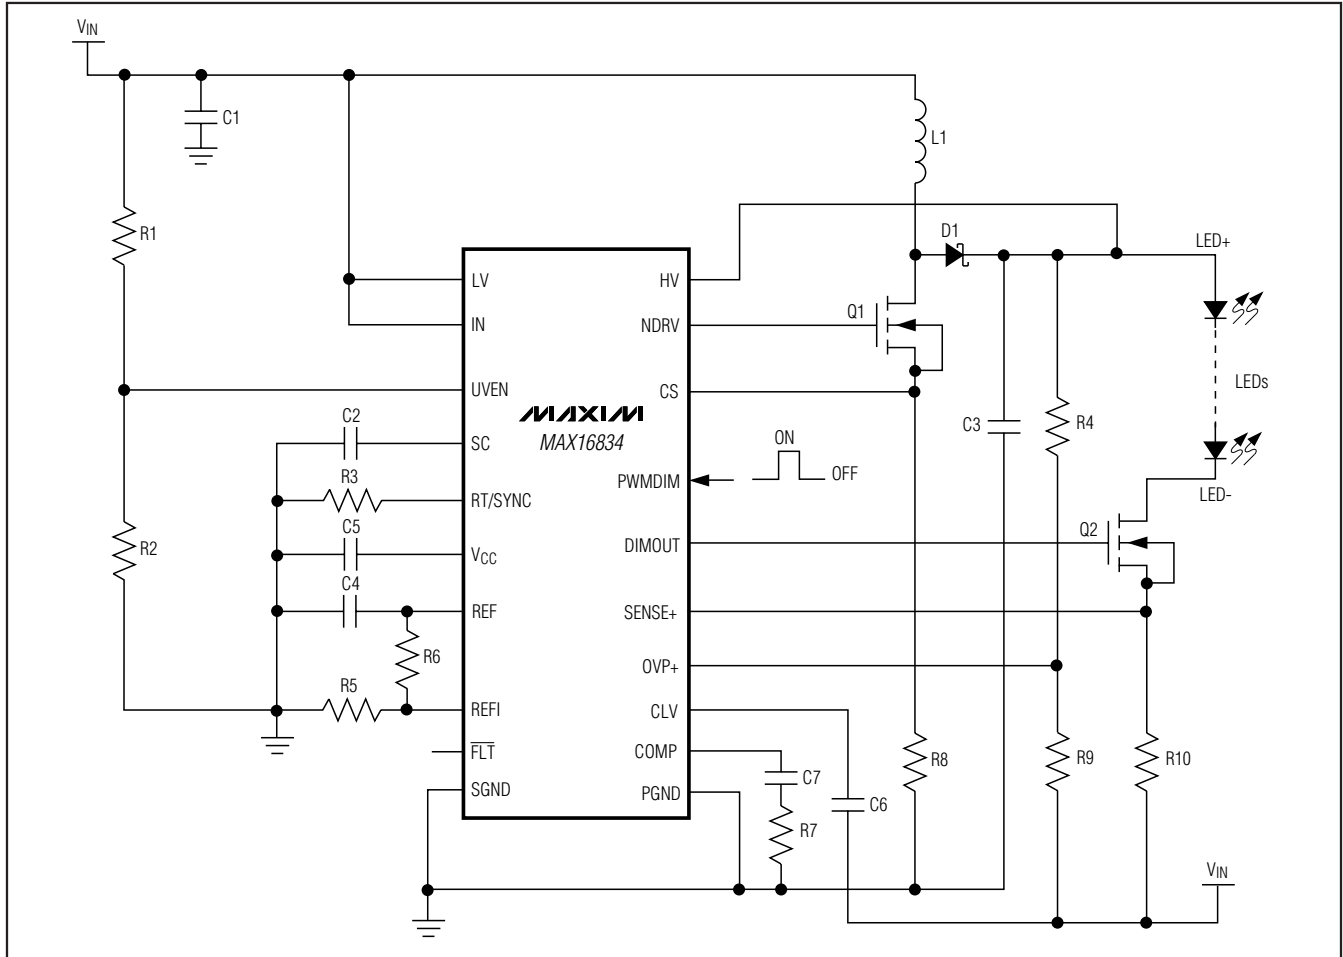 VIN
C1
L1
R1
D1
LED+
LV
HV
Q1
IN
NDRV
LEDs
UVEN
CS
MAXIM
C2
C3
R4
SC
MAX16834
ON
R3
PWMDIM
OFF
LED-
RT/SYNC
C5
Q2
R2
VCC
DIMOUT
C4
REF
SENSE+
R6
OVP+
R5
REFI
CLV
FLT
COMP
R8
R9
R10
C7
SGND
PGND
C6
R7
VIN